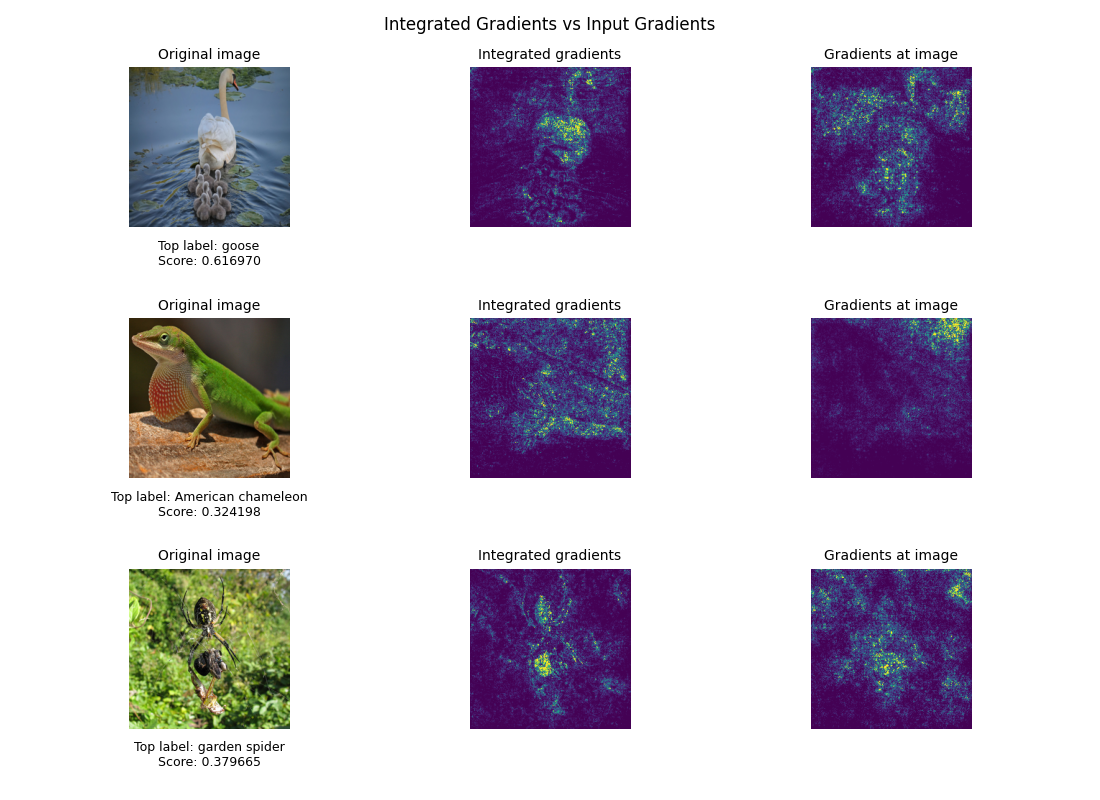 Integrated Gradients vs Input Gradients
Original image
Integrated gradients
Gradients at image
Top label: goose
Score: 0.616970
Original image
Integrated gradients
Gradients at image
Top label: American chameleon
Score: 0.324198
Original image
Integrated gradients
Gradients at image
Top label: garden spider
Score: 0.379665